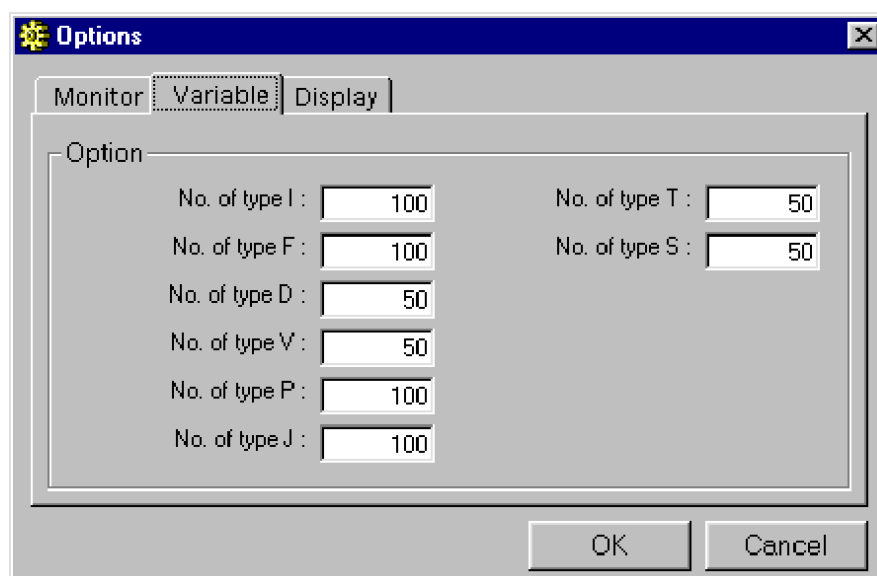 Options
Monitor Variable Display
Option
No. of type I : 100
No. of type F : 100
No. of type D : 50
No. of type V : 50
No. of type P : 100
No. of type J : 100
No. of type T : 50
No. of type S : 50
OK Cancel